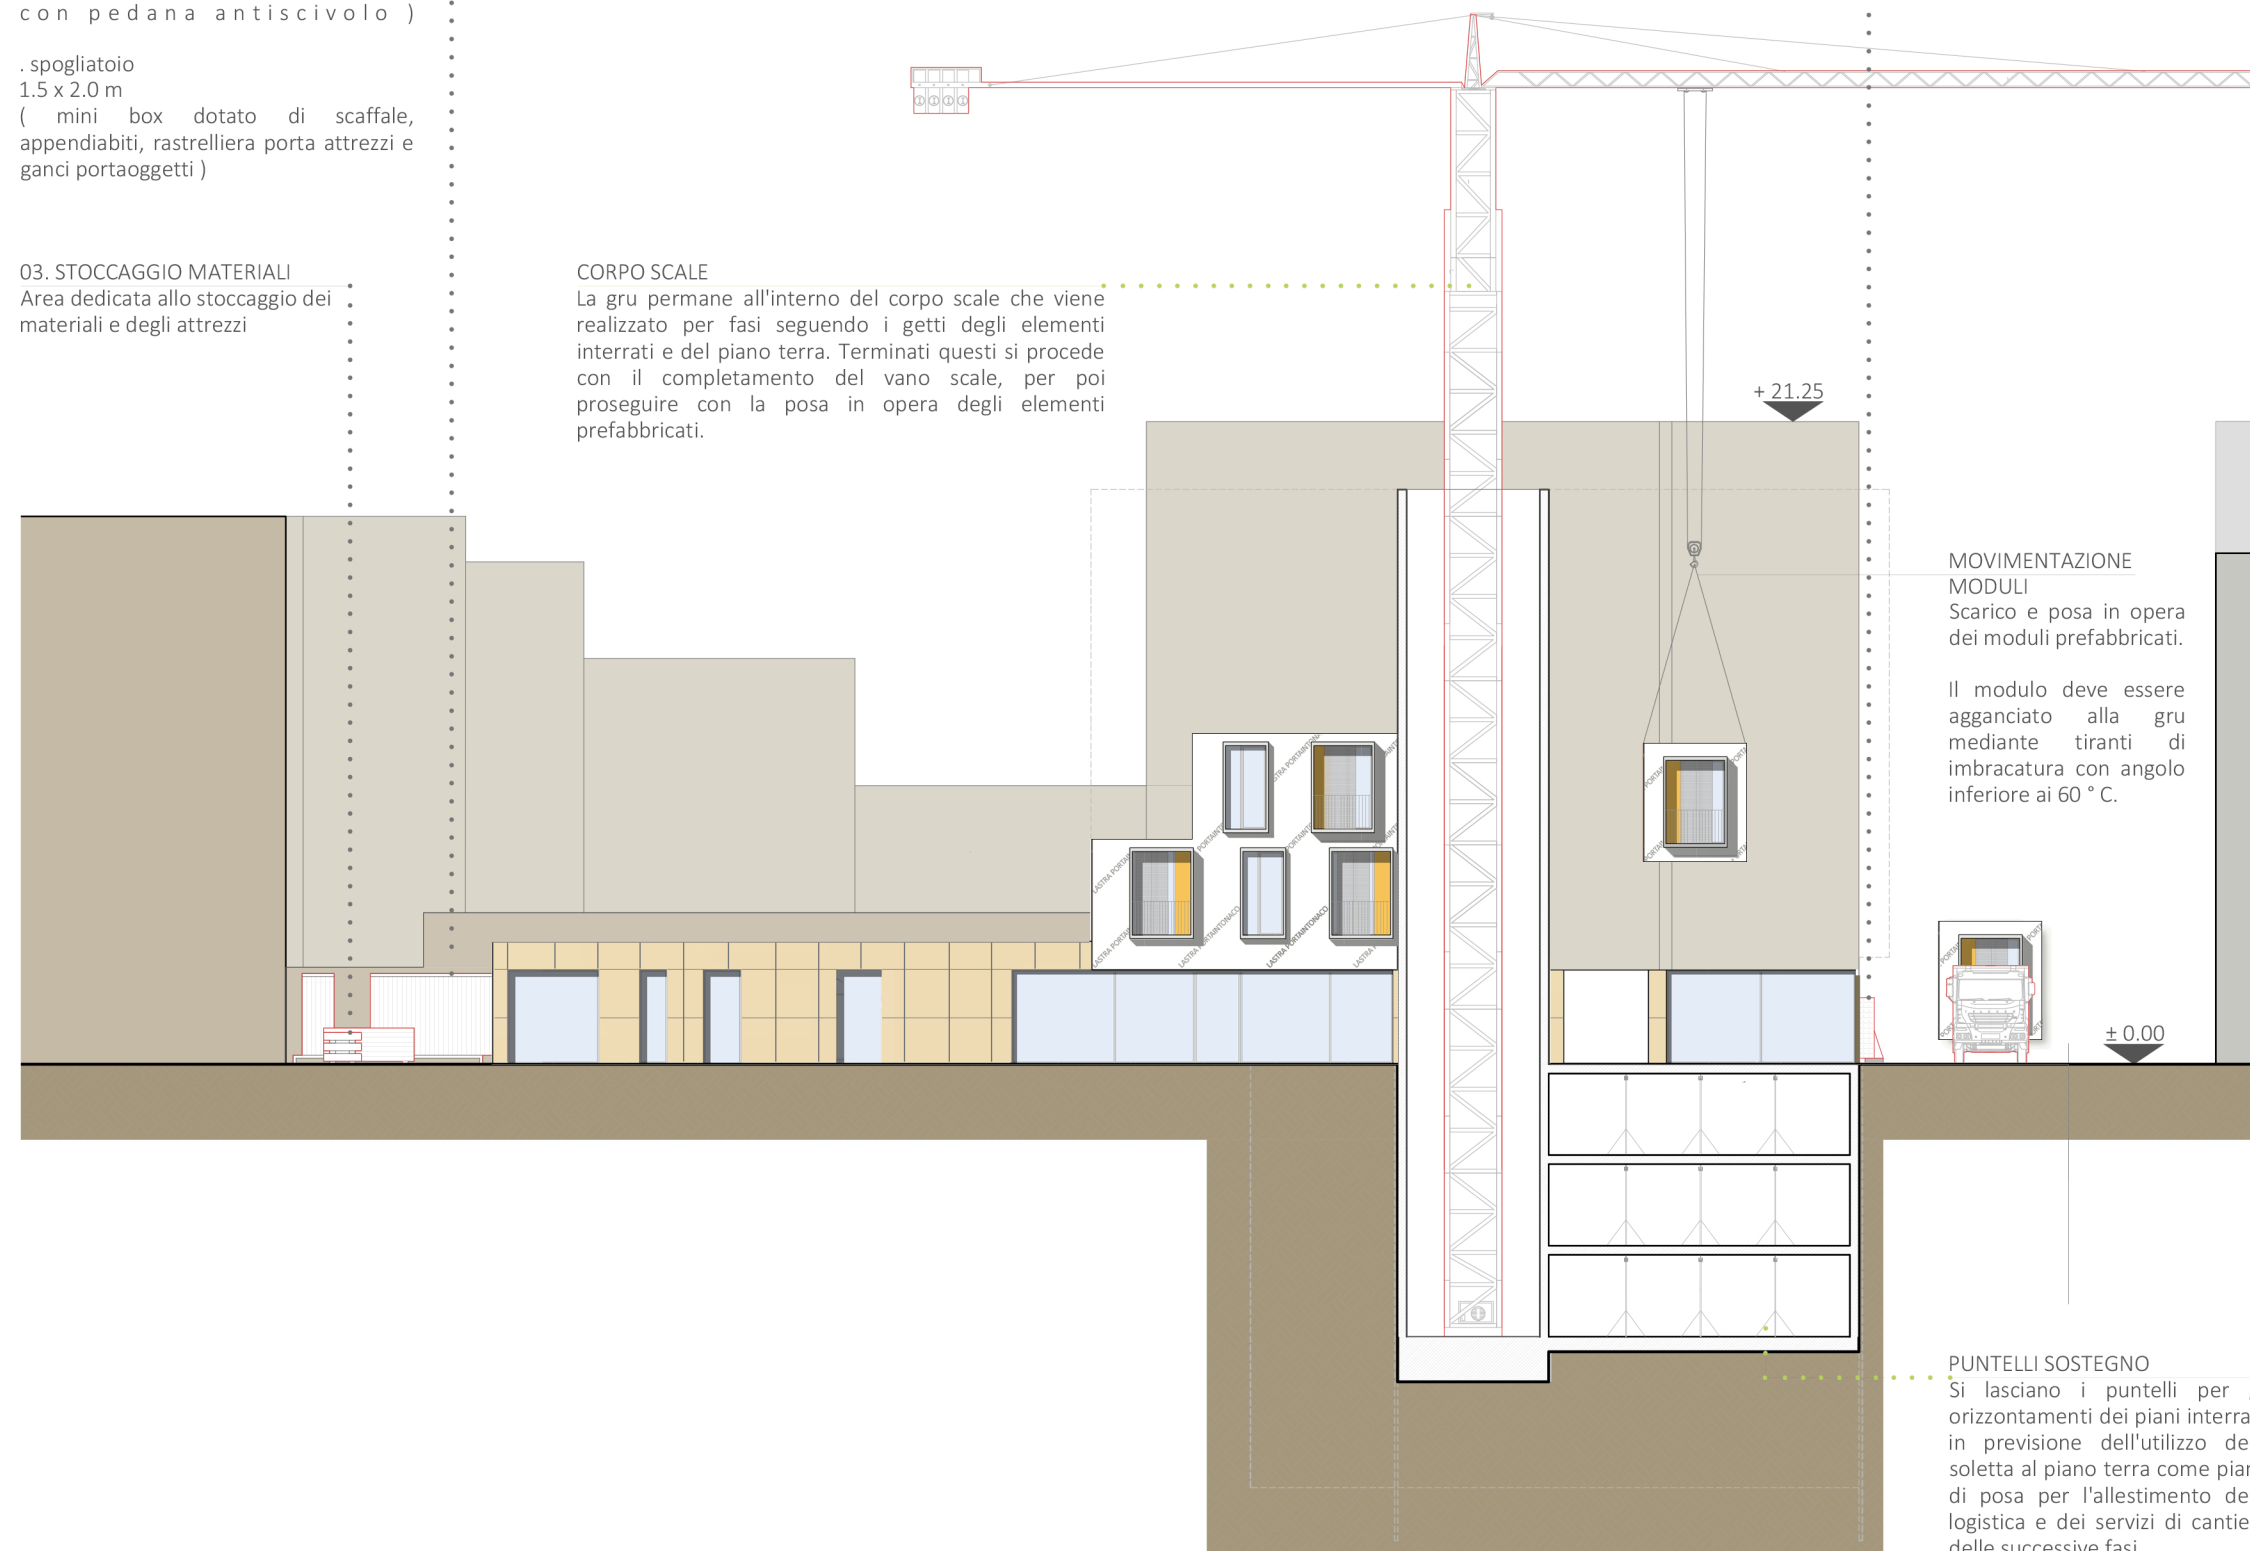 con pedana antiscivolo )
. spogliatoio
1.5 x 2.0 m
( mini box dotato di scaffale,
appendiabiti, rastrelliera porta attrezzi e
ganci portaoggetti )
03. STOCCAGGIO MATERIALI
Area dedicata allo stoccaggio dei
materiali e degli attrezzi
CORPO SCALE
La gru permane all'interno del corpo scale che viene
realizzato per fasi seguendo i getti degli elementi
interrati e del piano terra. Terminati questi si procede
con il completamento del vano scale, per poi
proseguire con la posa in opera degli elementi
prefabbricati.
+ 21.25
MOVIMENTAZIONE
MODULI
Scarico e posa in opera
dei moduli prefabbricati.
Il modulo deve essere
agganciato alla gru
mediante tiranti di
imbracatura con angolo
inferiore ai 60 ° C.
LASTRA PORTAINTONACO
± 0.00
PUNTELLI SOSTEGNO
Si lasciano i puntelli per
orizzontamenti dei piani interra
in previsione dell'utilizzo de
soletta al piano terra come pian
di posa per l'allestimento de
logistica e dei servizi di cantie
delle successive fasi